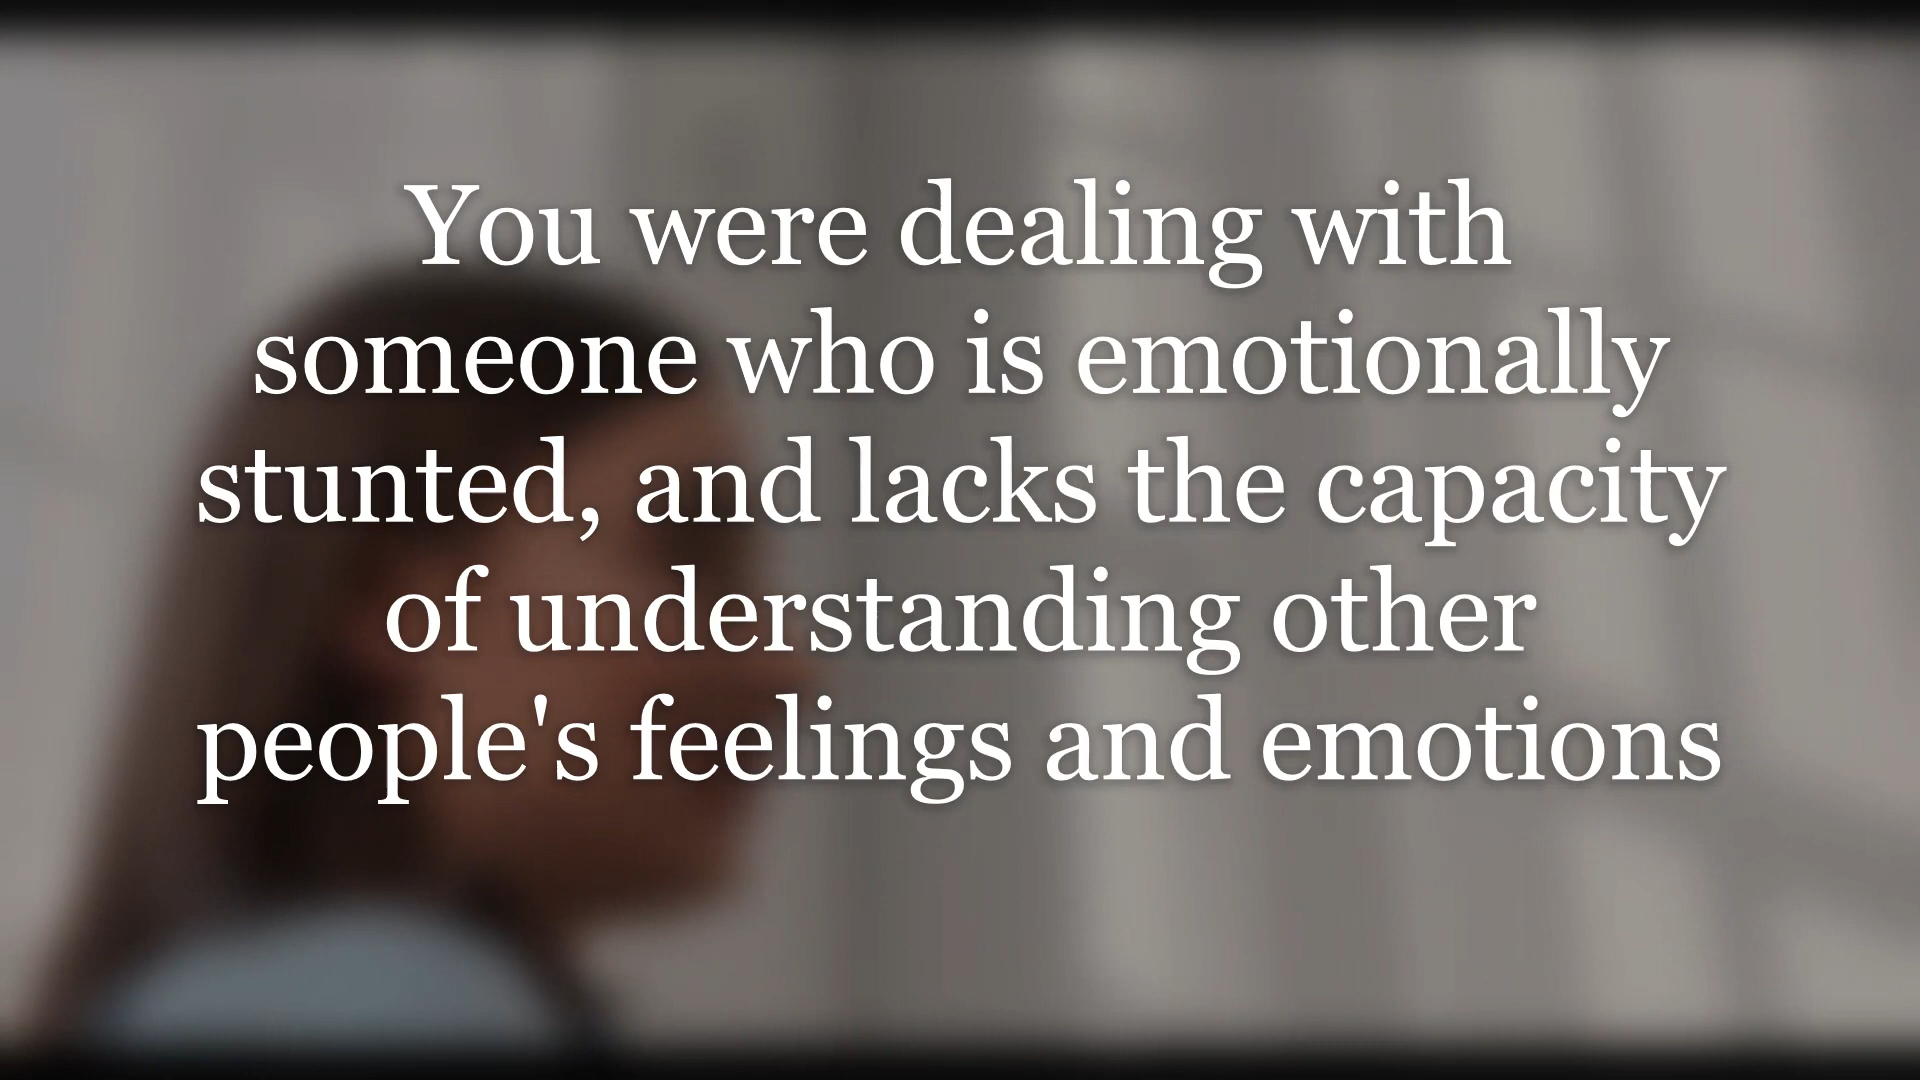 You were dealing with
someone who is emotionally
stunted, and lacks the capacity
of understanding other
people's feelings and emotions